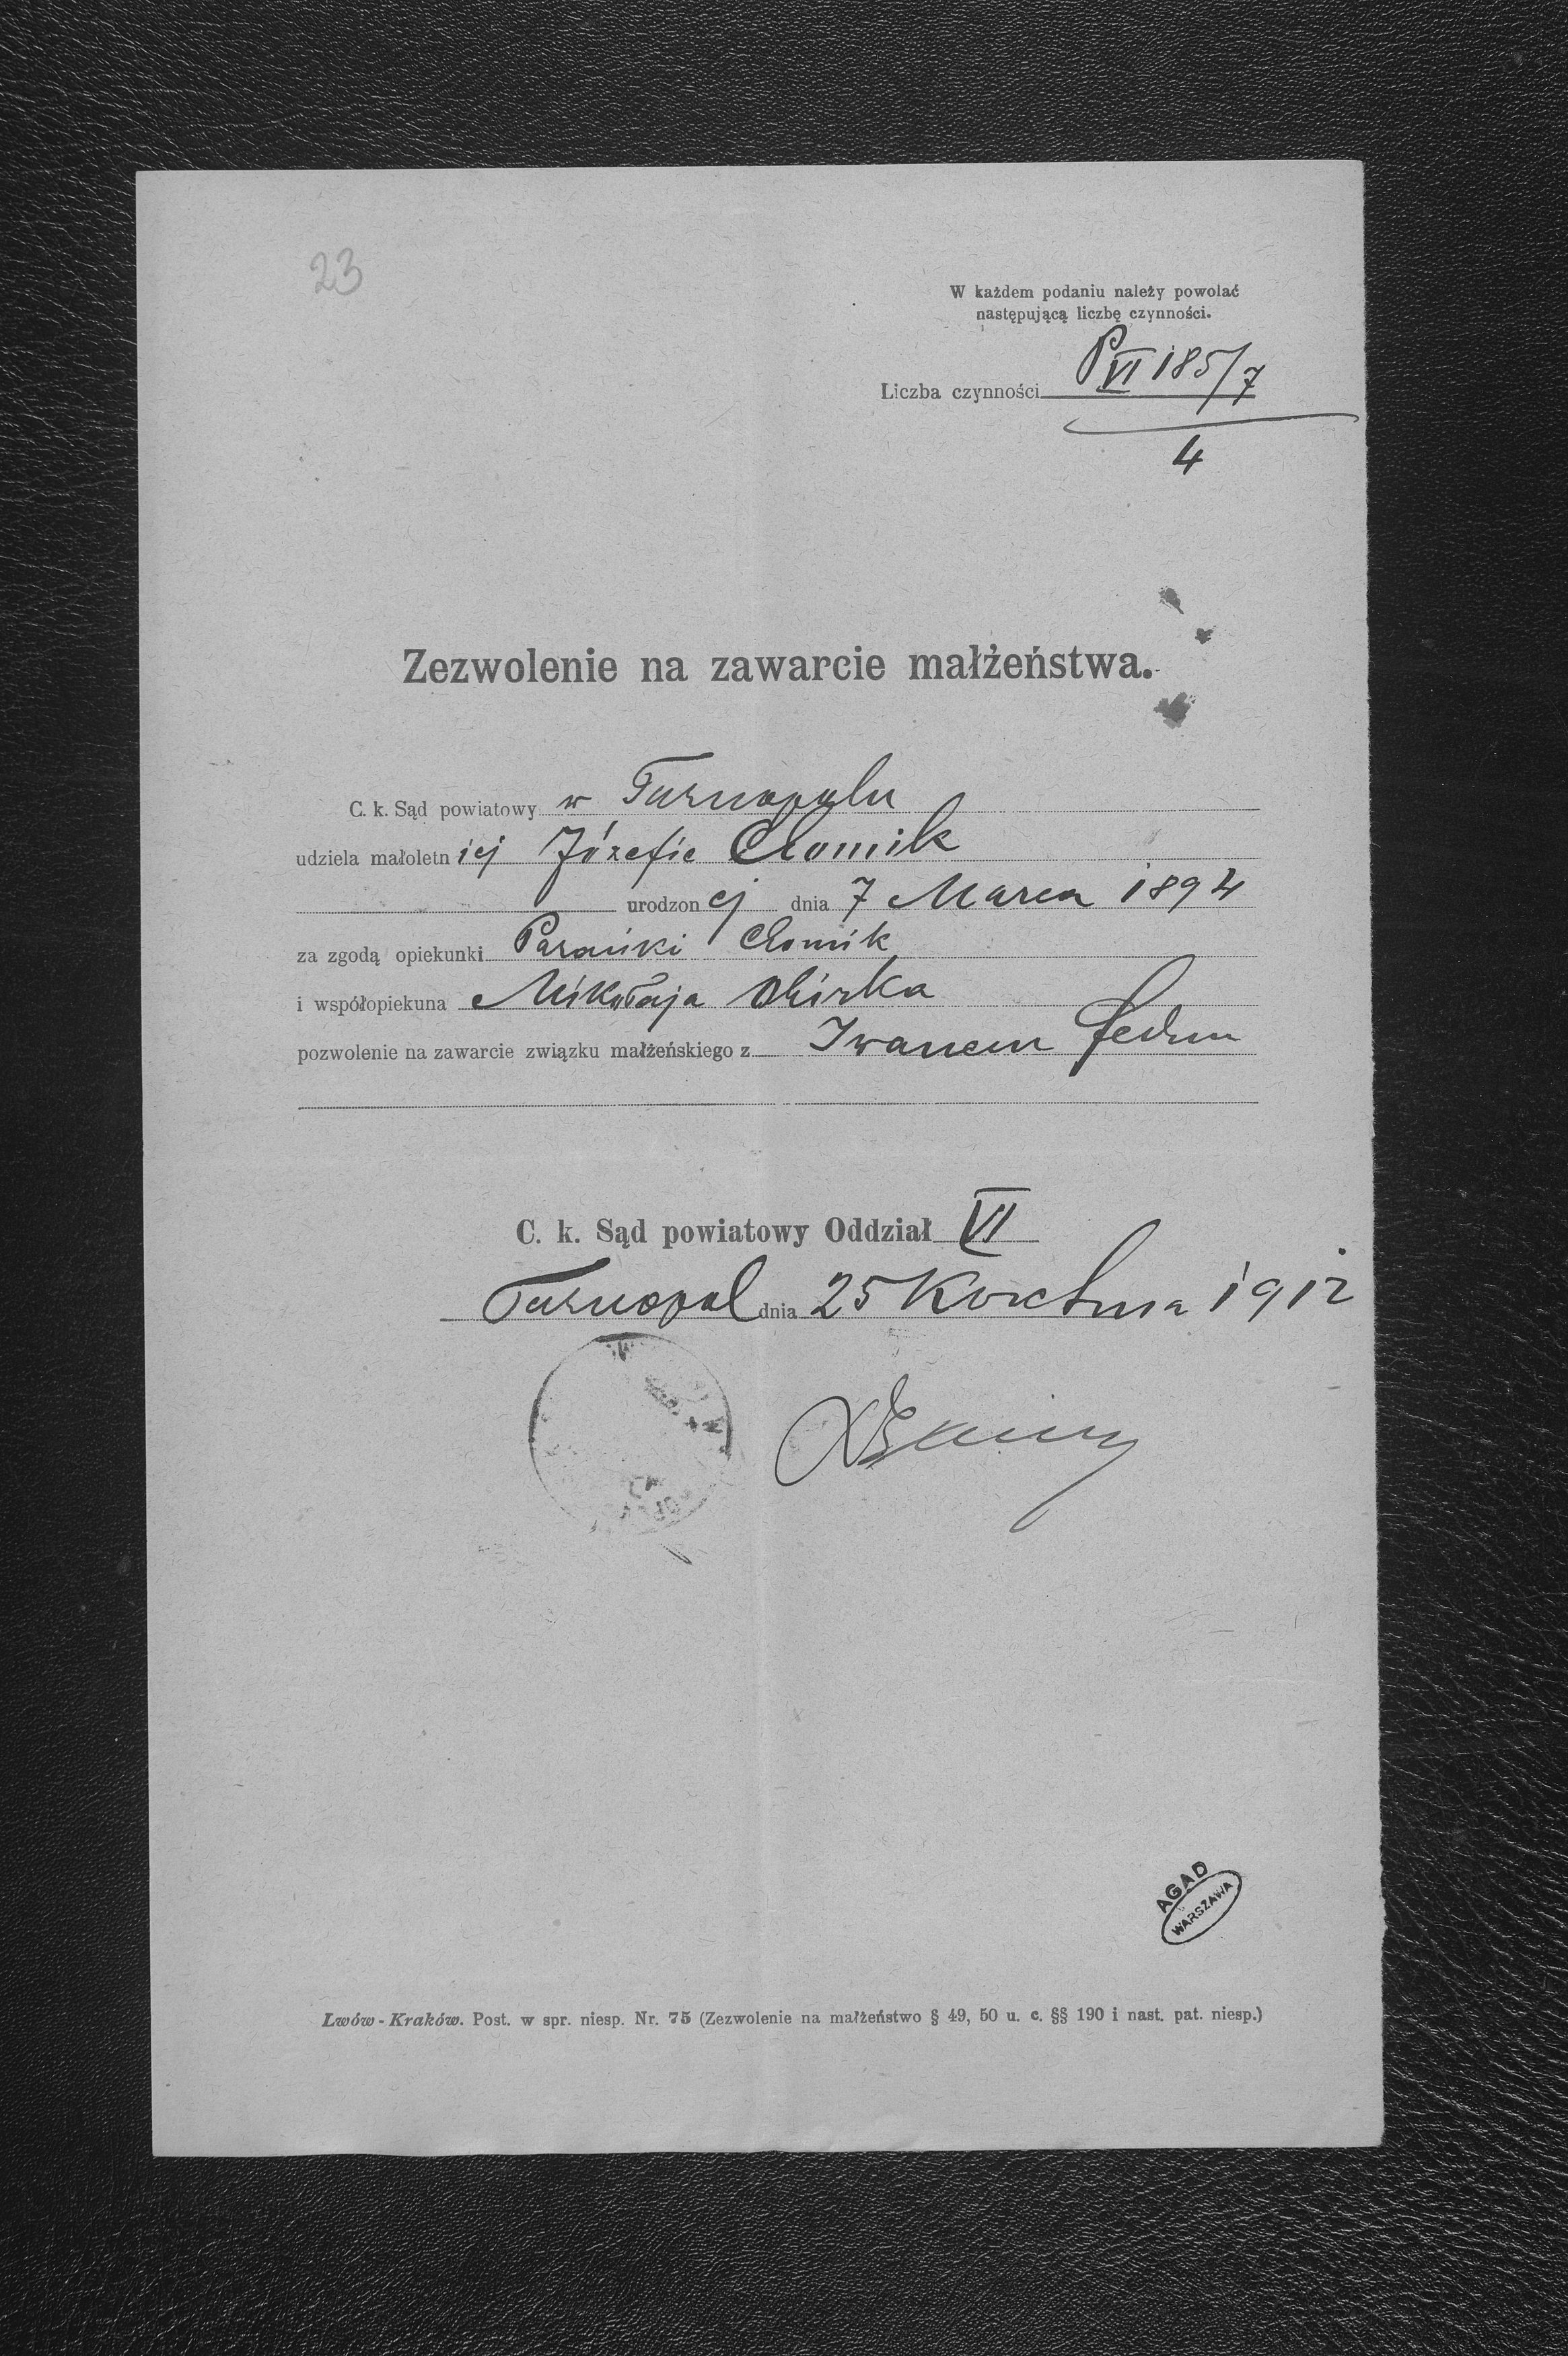 23
W każdem podaniu należy powołać
następującą liczbę czynności.
Liczba czynności P VI 185/7
4
Zezwolenie na zawarcie małżeństwa.
C. k. Sąd powiatowy w Tarnopolu
udziela małoletniej Józefie
urodzonej dnia 7 Marca 1894
za zgodą opiekunki Parańki
i współopiekuna Mikołaja
pozwolenie na zawarcie związku małżeńskiego z Iwanem
C. k. Sąd powiatowy Oddział VI
Tarnopol dnia 25 Kwietnia 1912
AGAD
WARSZAWA
Lwów-Kraków. Post. w spr. niesp. Nr. 75 (Zezwolenie na małżeństwo § 49, 50 u. c. §§ 190 i nast. pat. niesp.)